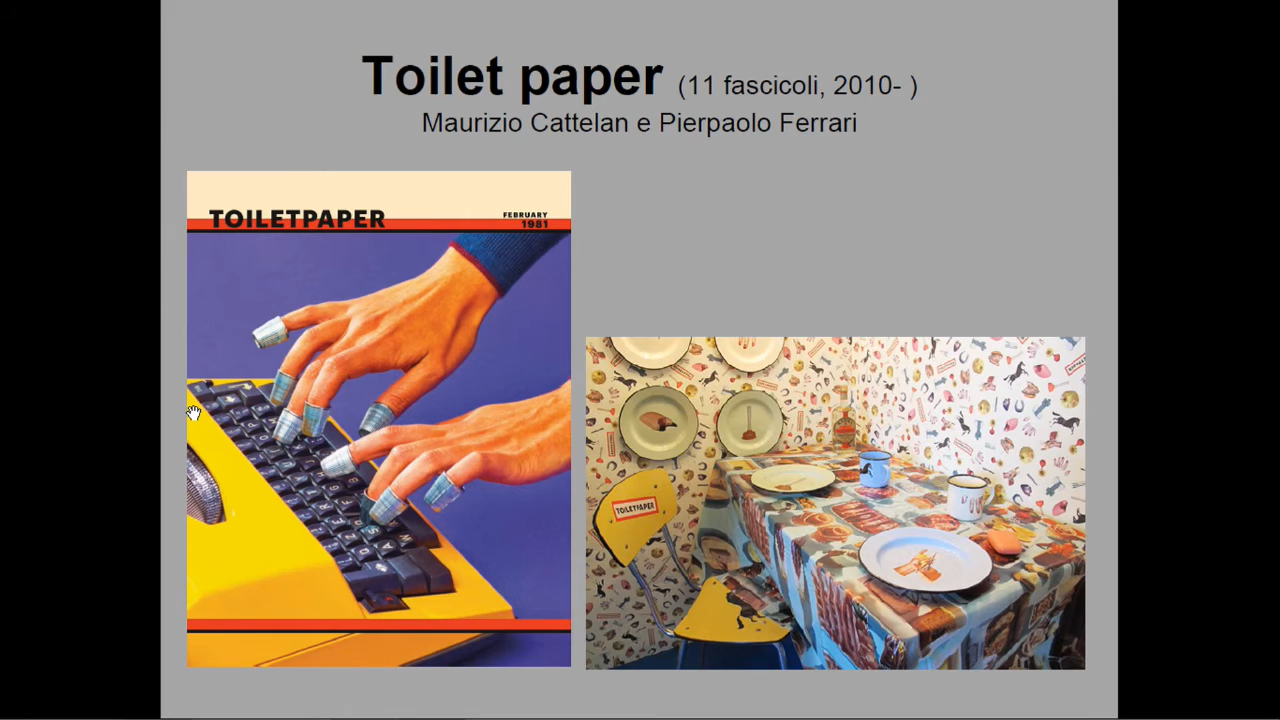 Toilet paper (11 fascicoli, 2010- )
Maurizio Cattelan e Pierpaolo Ferrari
TOILETPAPER
FEBRUARY
1981
TOILETPAPER